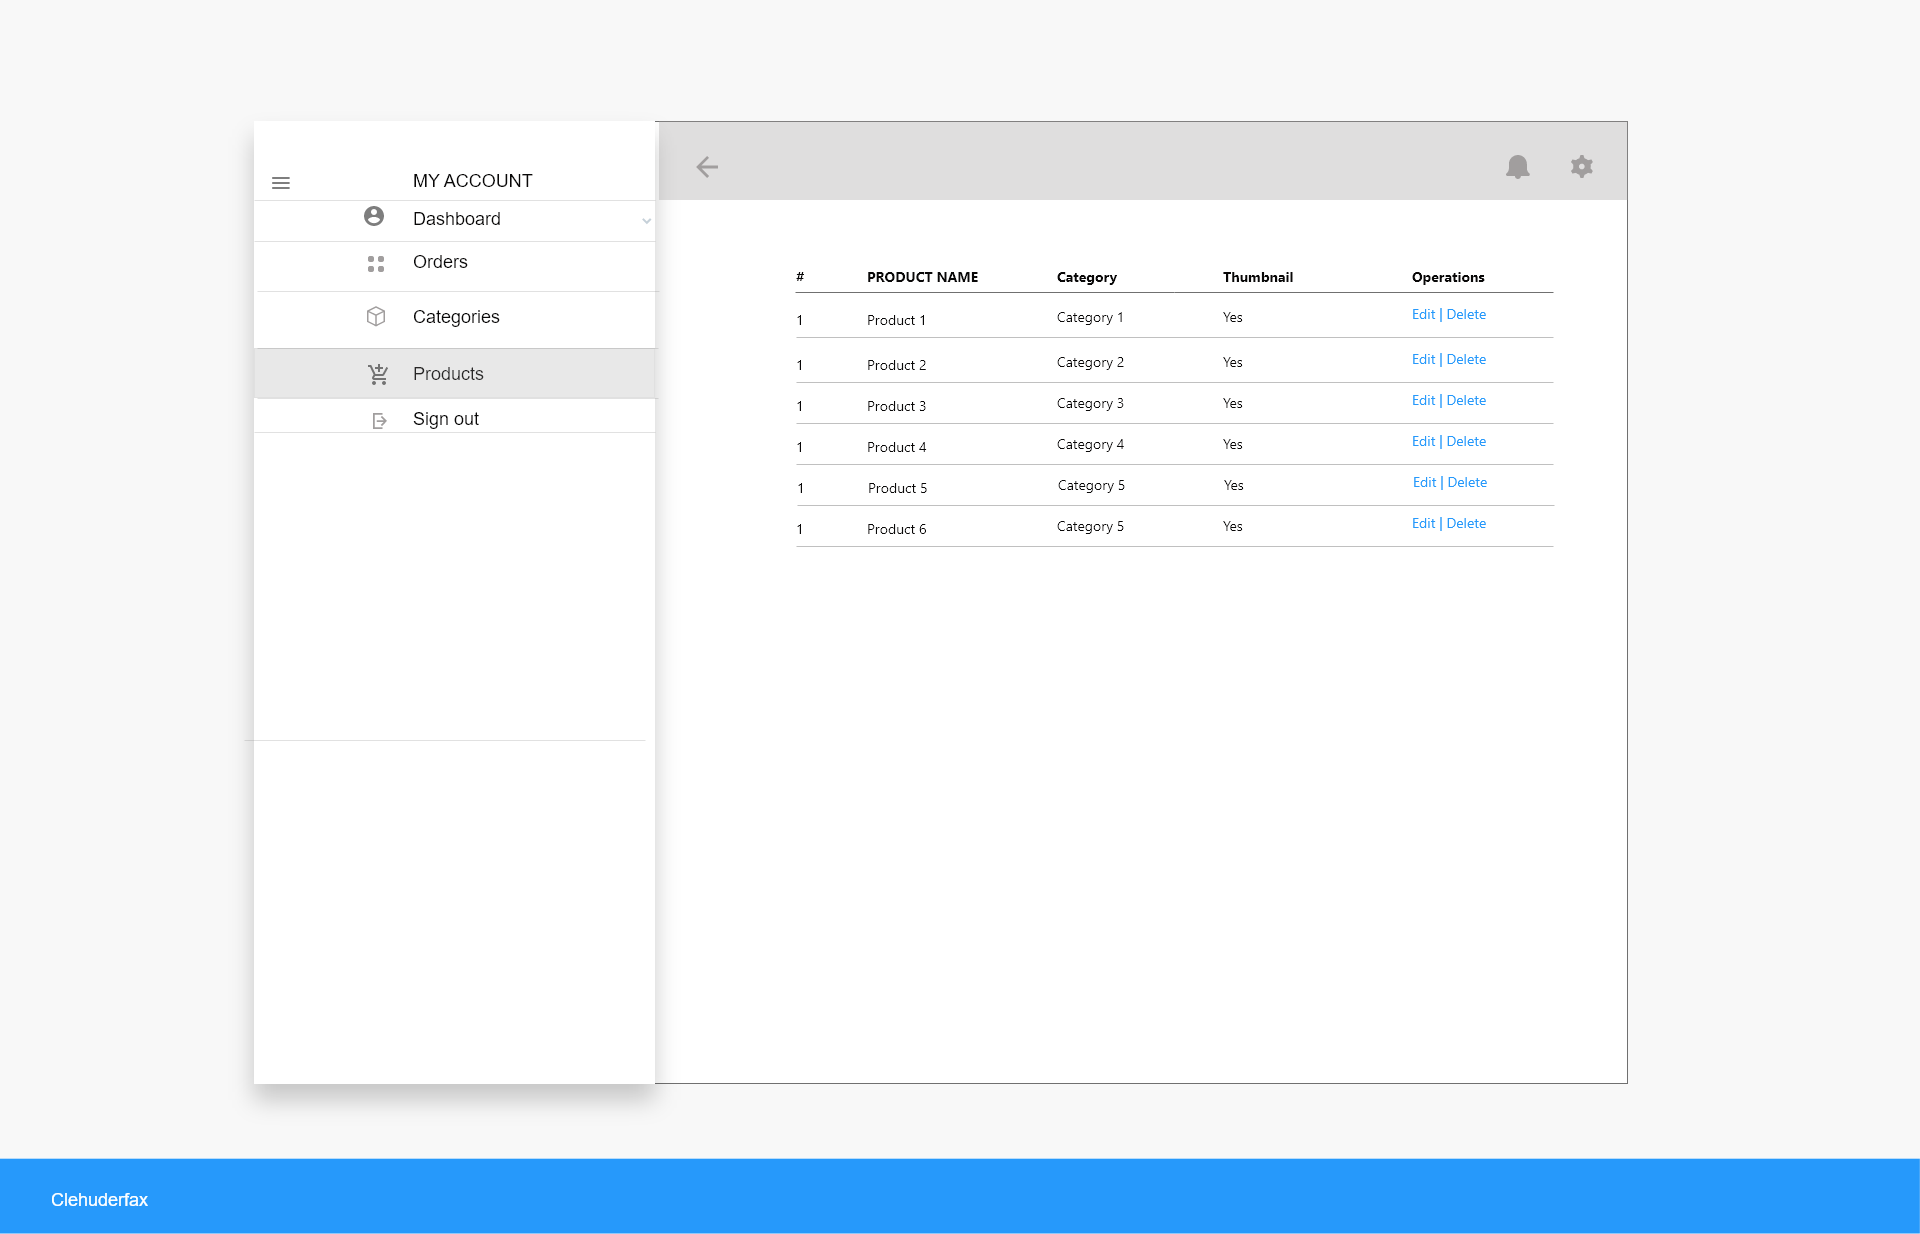 MY ACCOUNT
Dashboard
Orders
Categories
Products
Sign out
# PRODUCT NAME Category Thumbnail Operations
1 Product 1 Category 1 Yes Edit | Delete
1 Product 2 Category 2 Yes Edit | Delete
1 Product 3 Category 3 Yes Edit | Delete
1 Product 4 Category 4 Yes Edit | Delete
1 Product 5 Category 5 Yes Edit | Delete
1 Product 6 Category 5 Yes Edit | Delete
Clehuderfax